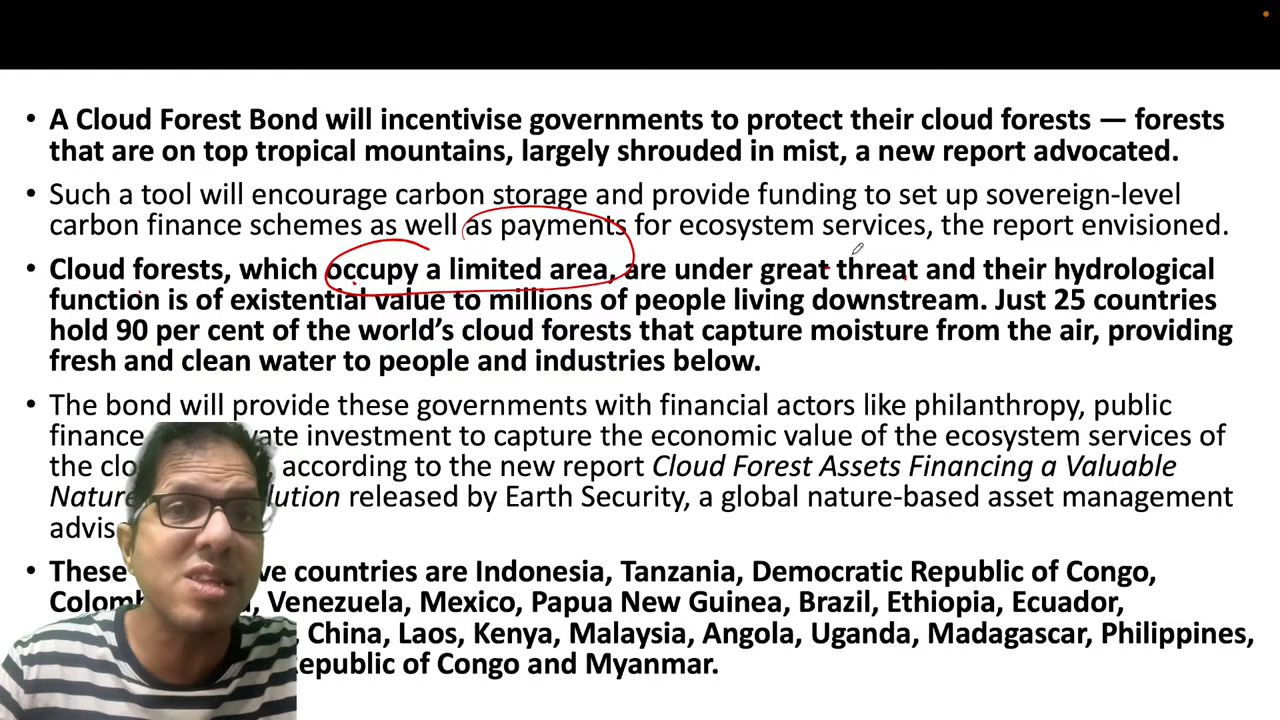 • A Cloud Forest Bond will incentivise governments to protect their cloud forests — forests
that are on top tropical mountains, largely shrouded in mist, a new report advocated.
• Such a tool will encourage carbon storage and provide funding to set up sovereign-level
carbon finance schemes as well as payments for ecosystem services, the report envisioned.
• Cloud forests, which occupy a limited area, are under great threat and their hydrological
function is of existential value to millions of people living downstream. Just 25 countries
hold 90 per cent of the world’s cloud forests that capture moisture from the air, providing
fresh and clean water to people and industries below.
• The bond will provide these governments with financial actors like philanthropy, public
finance investment to capture the economic value of the ecosystem services of
the according to the new report Cloud Forest Assets Financing a Valuable
Nature released by Earth Security, a global nature-based asset management
• These countries are Indonesia, Tanzania, Democratic Republic of Congo,
Venezuela, Mexico, Papua New Guinea, Brazil, Ethiopia, Ecuador,
China, Laos, Kenya, Malaysia, Angola, Uganda, Madagascar, Philippines,
Republic of Congo and Myanmar.